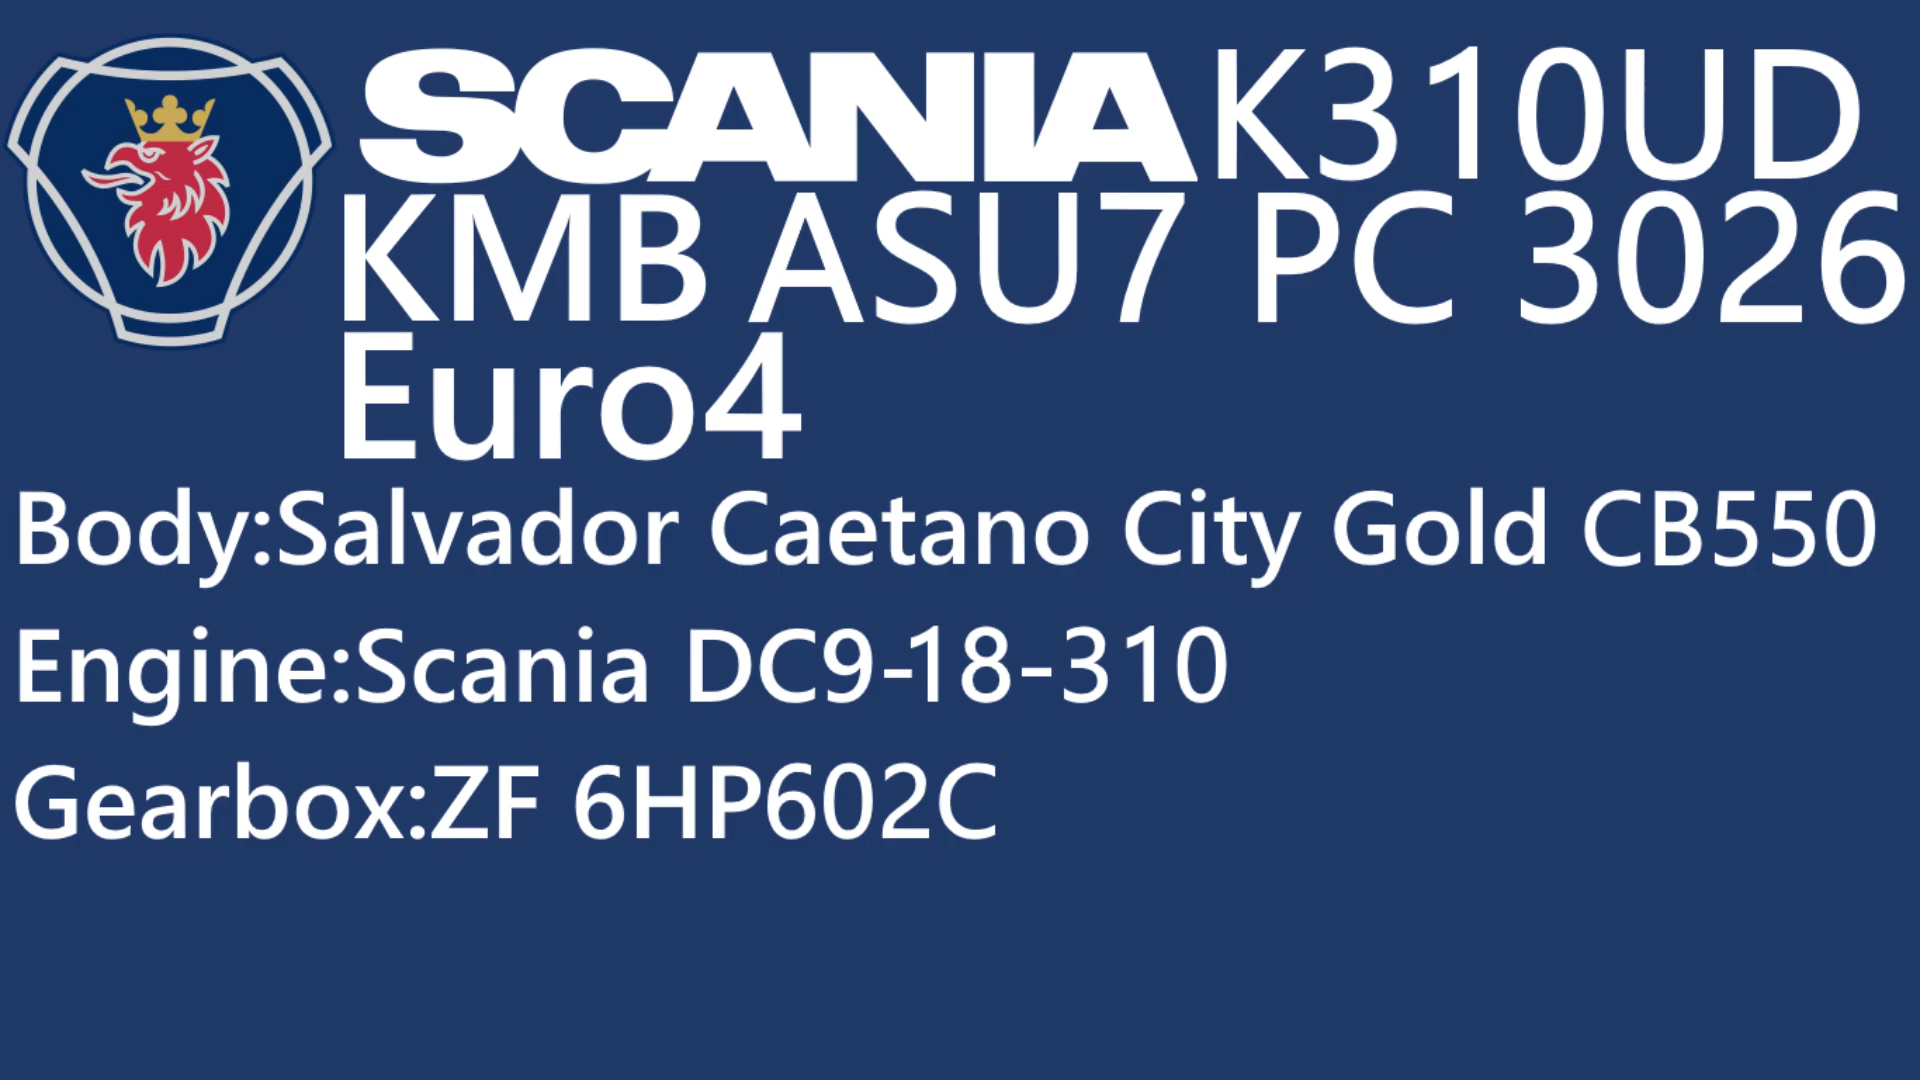 SCANIA K310UD
KMB ASU7 PC 3026
Euro4
Body:Salvador Caetano City Gold CB550
Engine:Scania DC9-18-310
Gearbox:ZF 6HP602C